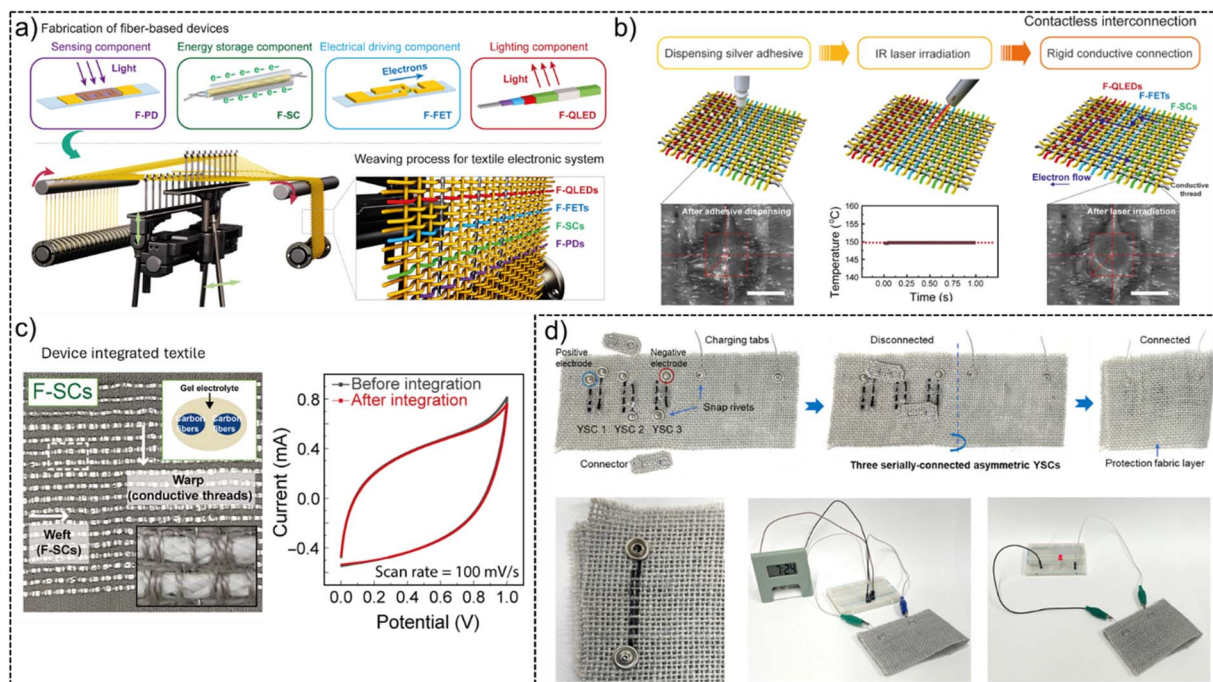 a)
Fabrication of fiber-based devices
Sensing component
Energy storage component
Electrical driving component
Lighting component
Light
e- e- e- e- e-
Electrons
Light
e- e- e- e- e-
F-PD
F-SC
F-FET
F-QLED
Weaving process for textile electronic system
F-QLEDs
F-FETs
F-SCs
F-PDs
b)
Contactless interconnection
Dispensing silver adhesive
IR laser irradiation
Rigid conductive connection
F-QLEDs
F-FETs
F-SCs
Electron flow
Conductive
thread
After adhesive dispensing
After laser irradiation
160
155
150
145
140
Temperature (°C)
0.00 0.25 0.50 0.75 1.00
Time (s)
c)
Device integrated textile
F-SCs
Gel electrolyte
Carbon
fibers
Carbon
fibers
Warp
(conductive threads)
Weft
(F-SCs)
Before integration
After integration
0.8
0.4
0.0
−0.4
Current (mA)
Scan rate = 100 mV/s
0.0 0.2 0.4 0.6 0.8 1.0
Potential (V)
d)
Positive
electrode
Negative
electrode
Charging tabs
Snap rivets
YSC 1
YSC 2
YSC 3
Connector
Disconnected
Three serially-connected asymmetric YSCs
Connected
Protection fabric layer
7:24